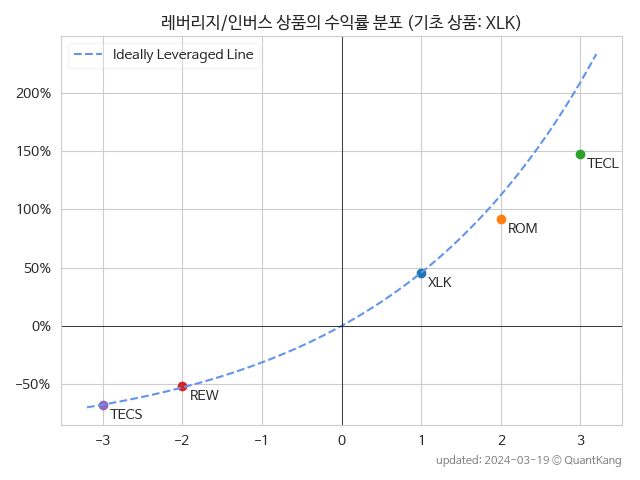 레버리지/인버스 상품의 수익률 분포 (기초 상품: XLK)
Ideally Leveraged Line
200%
150%
TECL
100%
ROM
50%
XLK
0%
−50%
REW
TECS
−3 −2 −1 0 1 2 3
updated: 2024-03-19 © QuantKang